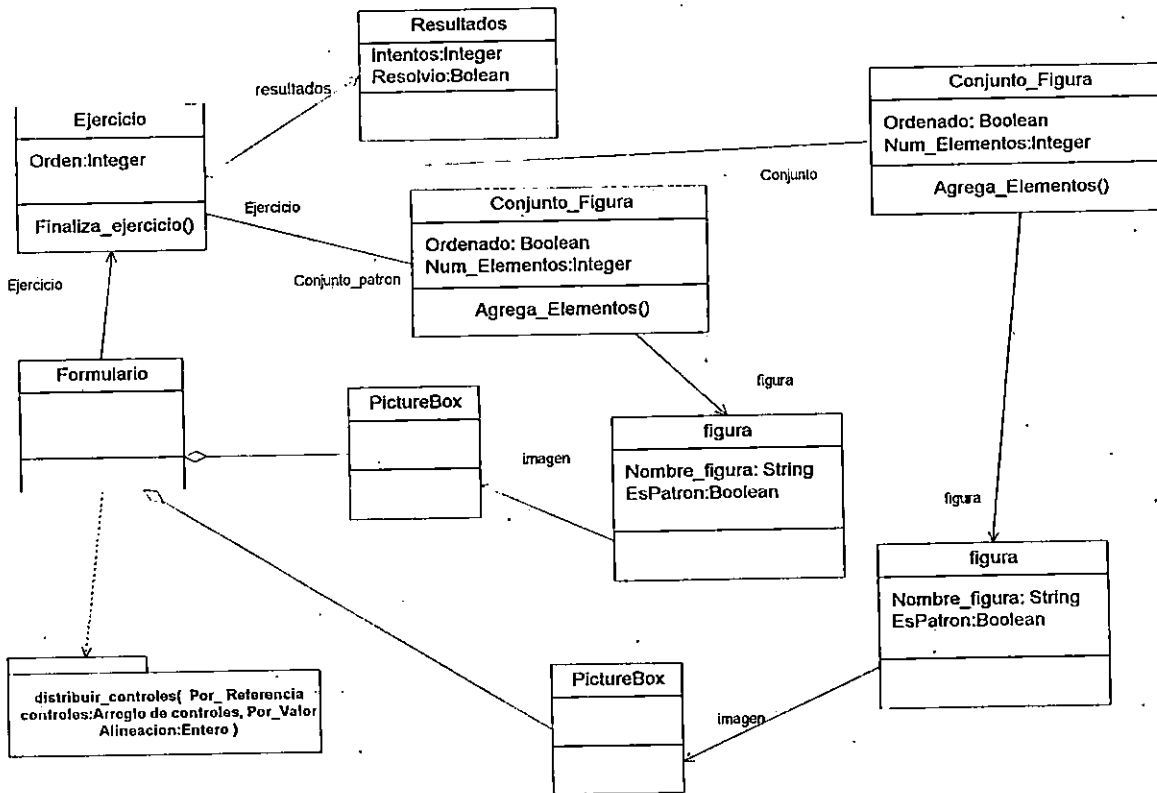 Resultados
Intentos:Integer
Resolvio:Bolean
resultados
Ejercicio
Orden:Integer
Finaliza_ejercicio()
Conjunto_Figura
Ordenado: Boolean
Num_Elementos:Integer
Agrega_Elementos()
Conjunto
Ejercicio
Conjunto_patron
Conjunto_Figura
Ordenado: Boolean
Num_Elementos:Integer
Agrega_Elementos()
Ejercicio
Formulario
PictureBox
figura
imagen
figura
Nombre_figura: String
EsPatron:Boolean
figura
figura
Nombre_figura: String
EsPatron:Boolean
distribuir_controles( Por_ Referencia
controles:Arreglo de controles, Por_Valor
Alineacion:Entero )
PictureBox
imagen